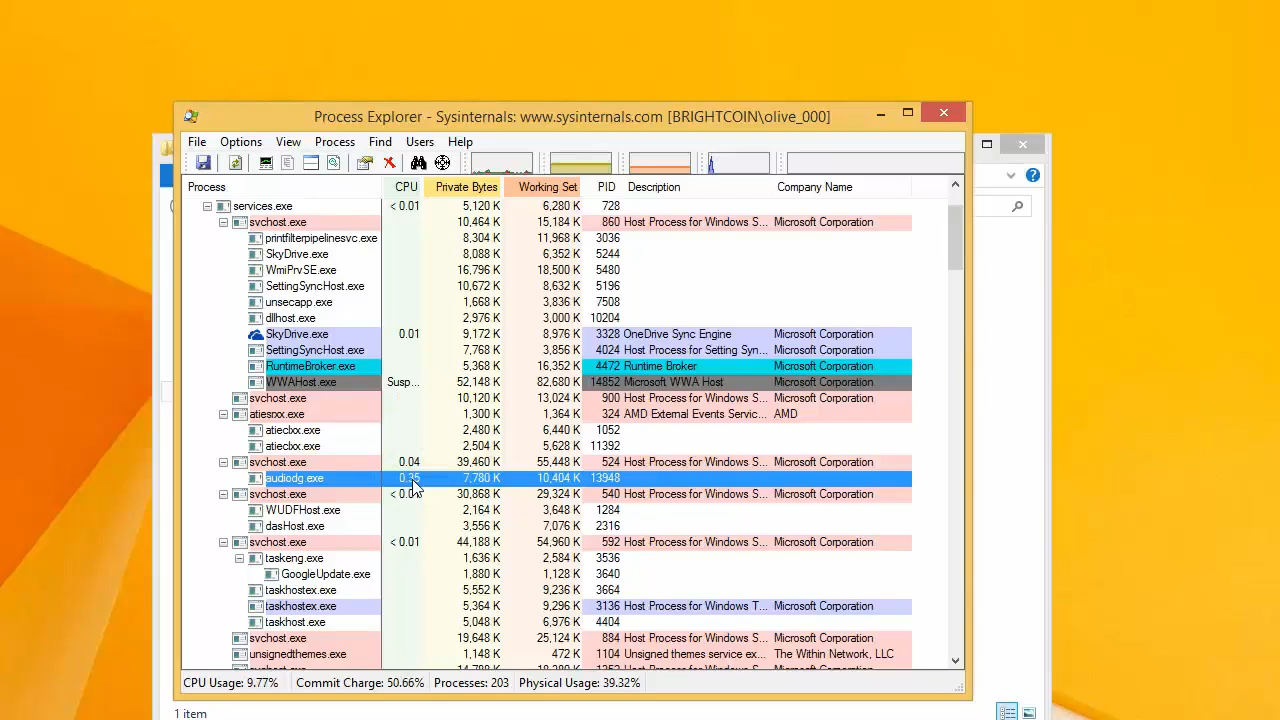 Process Explorer - Sysinternals: www.sysinternals.com [BRIGHTCOIN\olive_000]
File Options View Process Find Users Help
Process CPU Private Bytes Working Set PID Description Company Name
services.exe < 0.01 5,120 K 6,280 K 728
svchost.exe 10,464 K 15,184 K 860 Host Process for Windows S... Microsoft Corporation
printfilterpipelinesvc.exe 8,304 K 11,968 K 3036
SkyDrive.exe 8,088 K 6,352 K 5244
WmiPrvSE.exe 16,796 K 18,500 K 5480
SettingSyncHost.exe 10,672 K 8,632 K 5196
unsecapp.exe 1,668 K 3,836 K 7508
dllhost.exe 2,976 K 3,000 K 10204
SkyDrive.exe 0.01 9,172 K 8,976 K 3328 OneDrive Sync Engine Microsoft Corporation
SettingSyncHost.exe 7,768 K 3,856 K 4024 Host Process for Setting Syn... Microsoft Corporation
RuntimeBroker.exe 5,368 K 16,352 K 4472 Runtime Broker Microsoft Corporation
WWAHost.exe Susp... 52,148 K 82,680 K 14852 Microsoft WWA Host Microsoft Corporation
svchost.exe 10,120 K 13,024 K 900 Host Process for Windows S... Microsoft Corporation
atiesrxx.exe 1,300 K 1,364 K 324 AMD External Events Servic... AMD
atieclxx.exe 2,480 K 6,440 K 1052
atieclxx.exe 2,504 K 5,628 K 11392
svchost.exe 0.04 39,460 K 55,448 K 524 Host Process for Windows S... Microsoft Corporation
audiodg.exe 0.35 7,780 K 10,404 K 13948
svchost.exe 30,868 K 29,324 K 540 Host Process for Windows S... Microsoft Corporation
WUDFHost.exe 2,164 K 3,648 K 1284
dasHost.exe 3,556 K 7,076 K 2316
svchost.exe < 0.01 44,188 K 54,960 K 592 Host Process for Windows S... Microsoft Corporation
taskeng.exe 1,636 K 2,584 K 3536
GoogleUpdate.exe 1,880 K 1,128 K 3640
taskhostex.exe 5,552 K 9,236 K 3664
taskhostex.exe 5,364 K 9,296 K 3136 Host Process for Windows T... Microsoft Corporation
taskhost.exe 5,048 K 6,976 K 4404
svchost.exe 19,648 K 25,124 K 884 Host Process for Windows S... Microsoft Corporation
unsignedthemes.exe 1,148 K 472 K 1104 Unsigned themes service ex... The Within Network, LLC
CPU Usage: 9.77% Commit Charge: 50.66% Processes: 203 Physical Usage: 39.32%
1 item